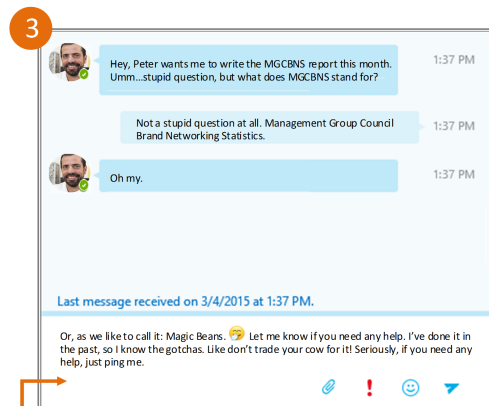 3
Hey, Peter wants me to write the MGCBNS report this month.
Umm...stupid question, but what does MGCBNS stand for?
1:37 PM
Not a stupid question at all. Management Group Council
Brand Networking Statistics.
1:37 PM
Oh my.
1:37 PM
Last message received on 3/4/2015 at 1:37 PM.
Or, as we like to call it: Magic Beans. Let me know if you need any help. I've done it in
the past, so I know the gotchas. Like don't trade your cow for it! Seriously, if you need any
help, just ping me.